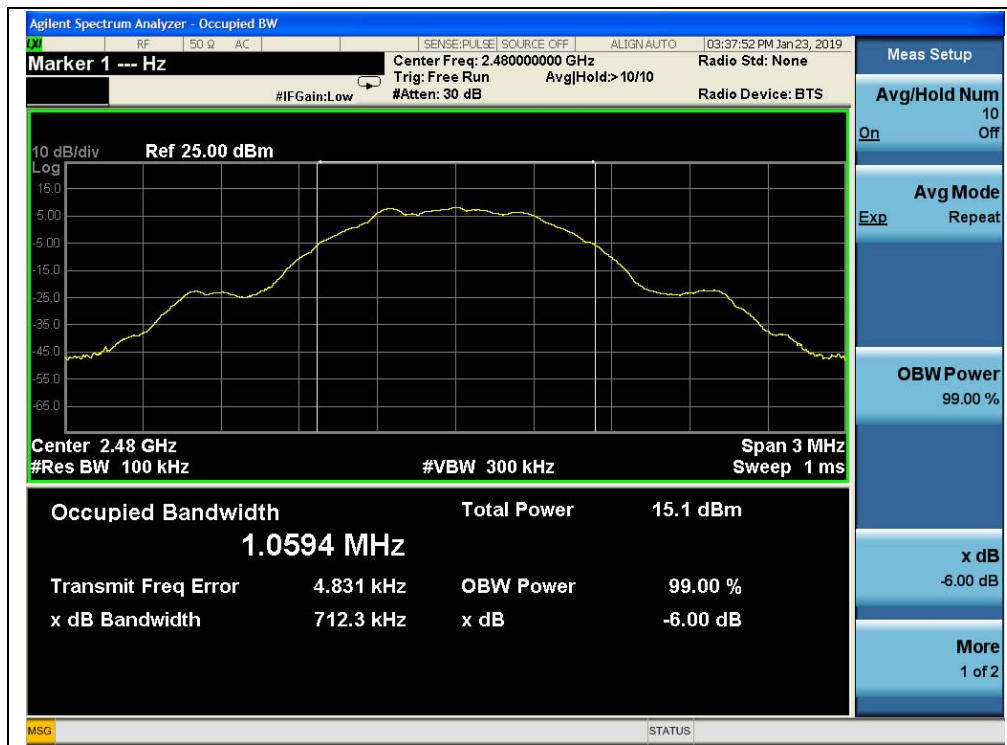 Agilent Spectrum Analyzer - Occupied BW
LXI RF 50 Ω AC SENSE:PULSE SOURCE OFF ALIGN AUTO 03:37:52 PM Jan 23, 2019
Marker 1 --- Hz
Center Freq: 2.480000000 GHz
Radio Std: None
Trig: Free Run Avg|Hold:> 10/10
#IFGain:Low #Atten: 30 dB
Radio Device: BTS
10 dB/div Ref 25.00 dBm
Log
15.0
5.00
-5.00
-15.0
-25.0
-35.0
-45.0
-55.0
-65.0
Center 2.48 GHz Span 3 MHz
#Res BW 100 kHz #VBW 300 kHz Sweep 1 ms
Occupied Bandwidth Total Power 15.1 dBm
1.0594 MHz
Transmit Freq Error 4.831 kHz OBW Power 99.00 %
x dB Bandwidth 712.3 kHz x dB -6.00 dB
Meas Setup
Avg/Hold Num
10
On Off
Avg Mode
Exp Repeat
OBW Power
99.00 %
x dB
-6.00 dB
More
1 of 2
MSG STATUS